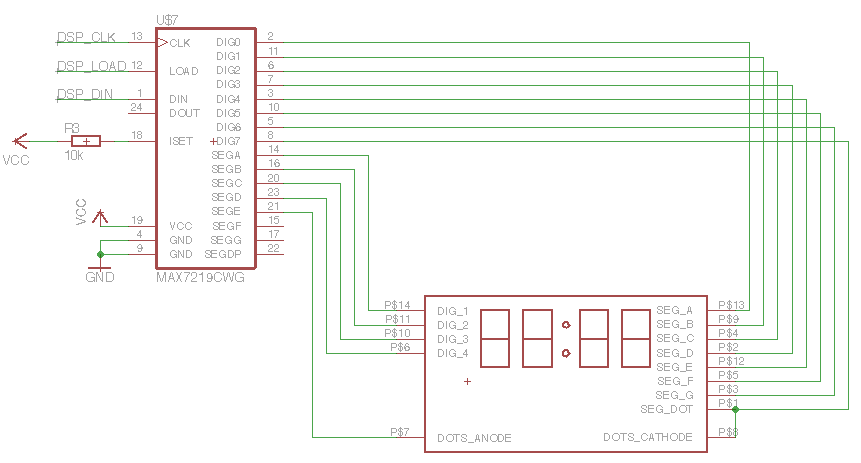 U$7
DSP_CLK 13 CLK DIG0 2
DIG1 11
DSP_LOAD 12 LOAD DIG2 6
DIG3 7
DSP_DIN 1 DIN DIG4 3
24 DOUT DIG5 10
DIG6 5
R3 18 ISET DIG7 8
VCC 10k
SEGA 14
SEGB 16
SEGC 20
SEGD 23
SEGE 21
VCC 19 VCC SEGF 15
4 GND SEGG 17
9 GND SEGDP 22
GND MAX7219CWG
P$14 DIG_1 SEG_A P$13
P$11 DIG_2 SEG_B P$9
P$10 DIG_3 SEG_C P$4
P$6 DIG_4 SEG_D P$2
SEG_E P$12
SEG_F P$5
SEG_G P$3
SEG_DOT P$1
P$7 DOTS_ANODE DOTS_CATHODE P$8